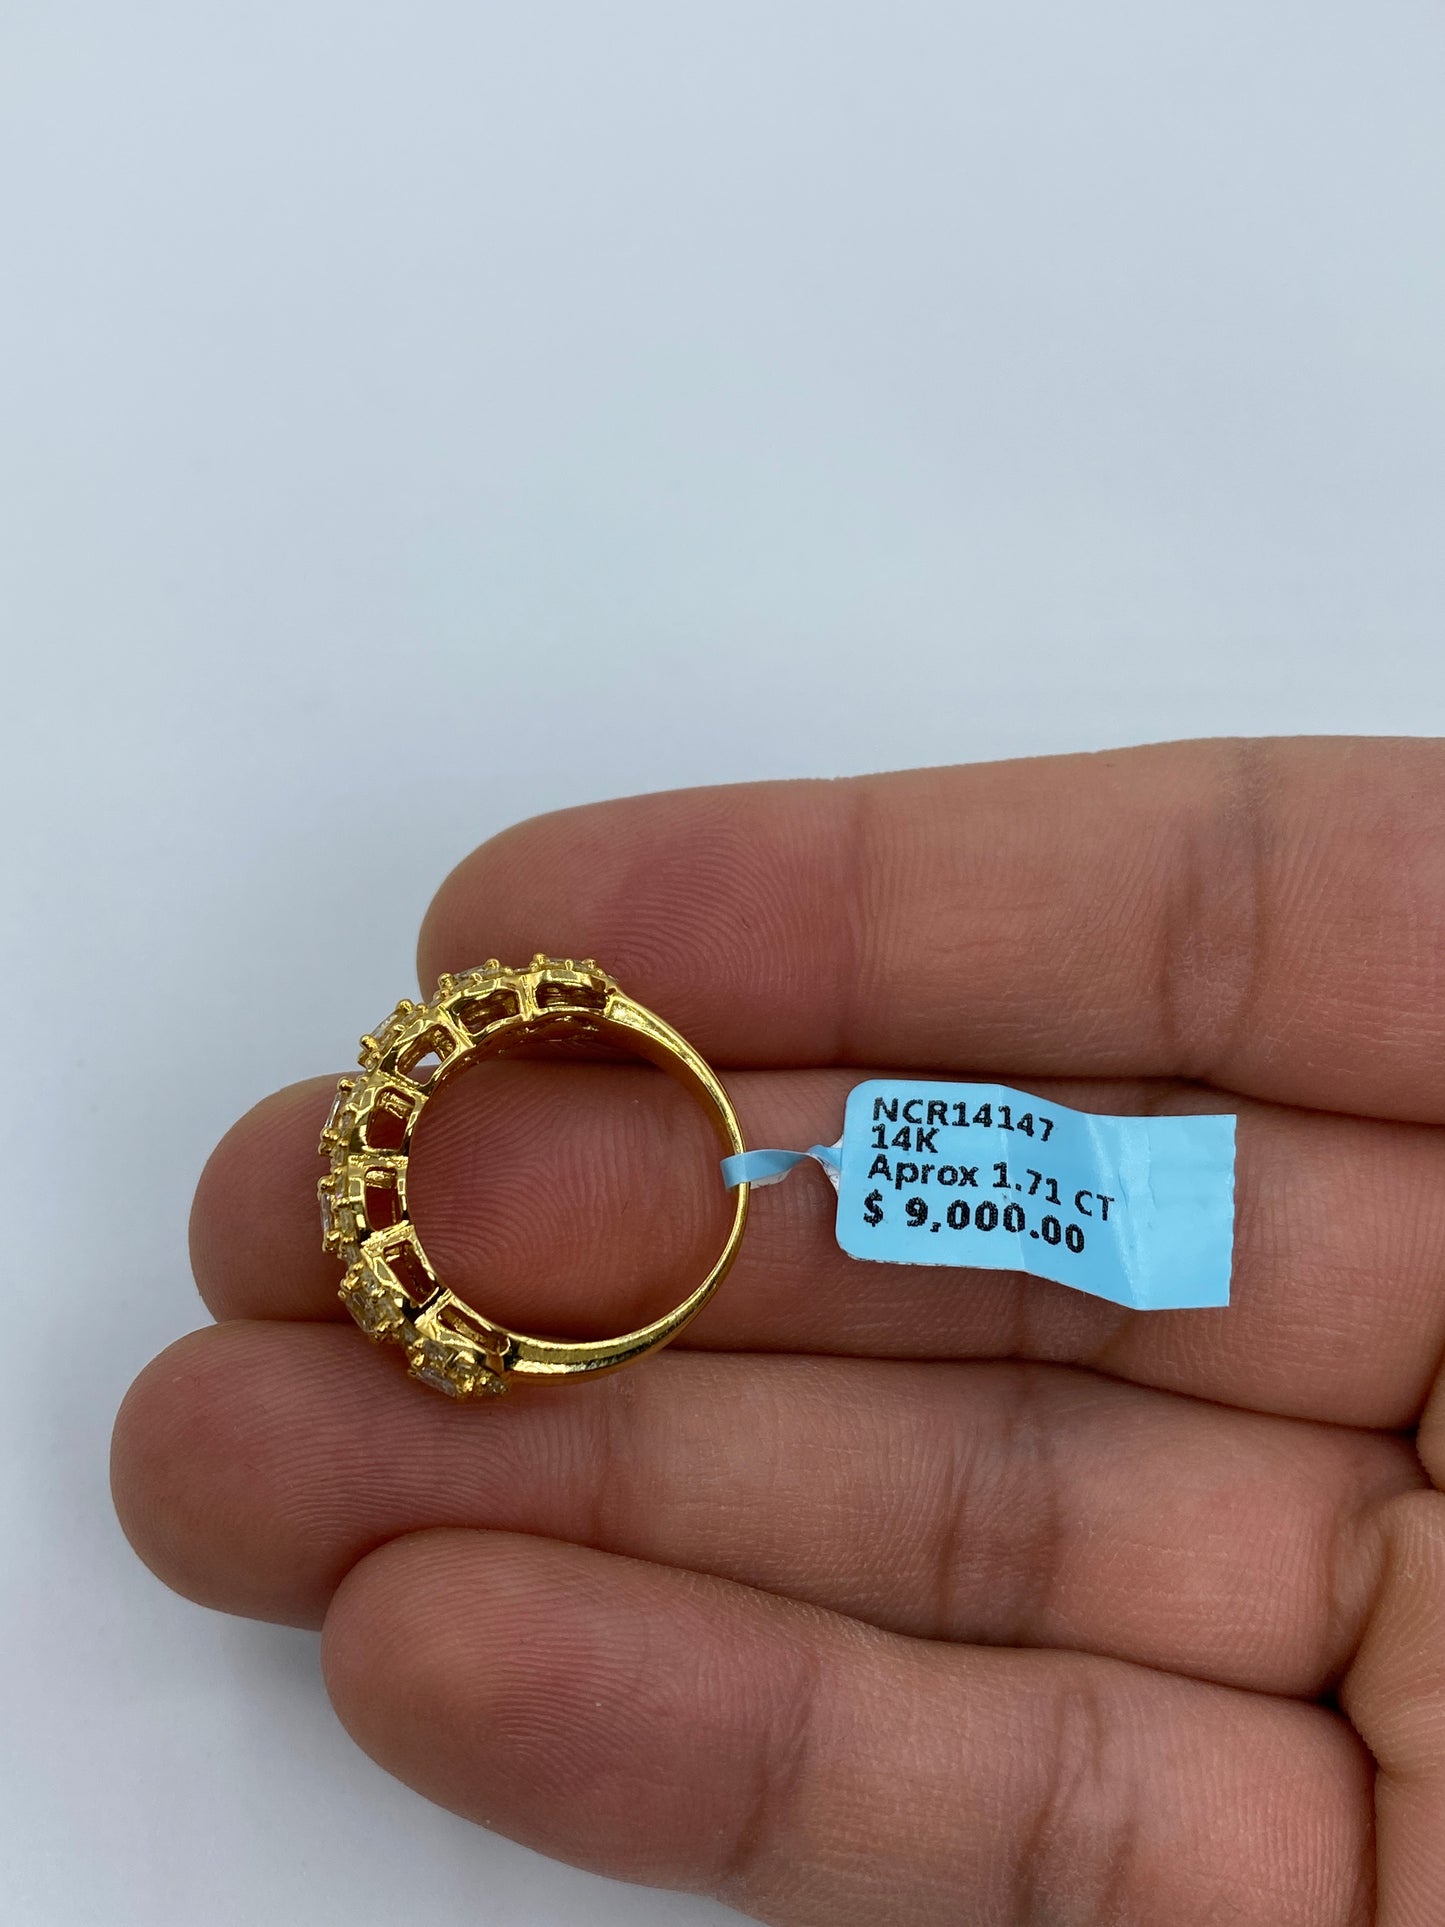 NCR14147
14K
Aprox 1.71 CT
$ 9,000.00